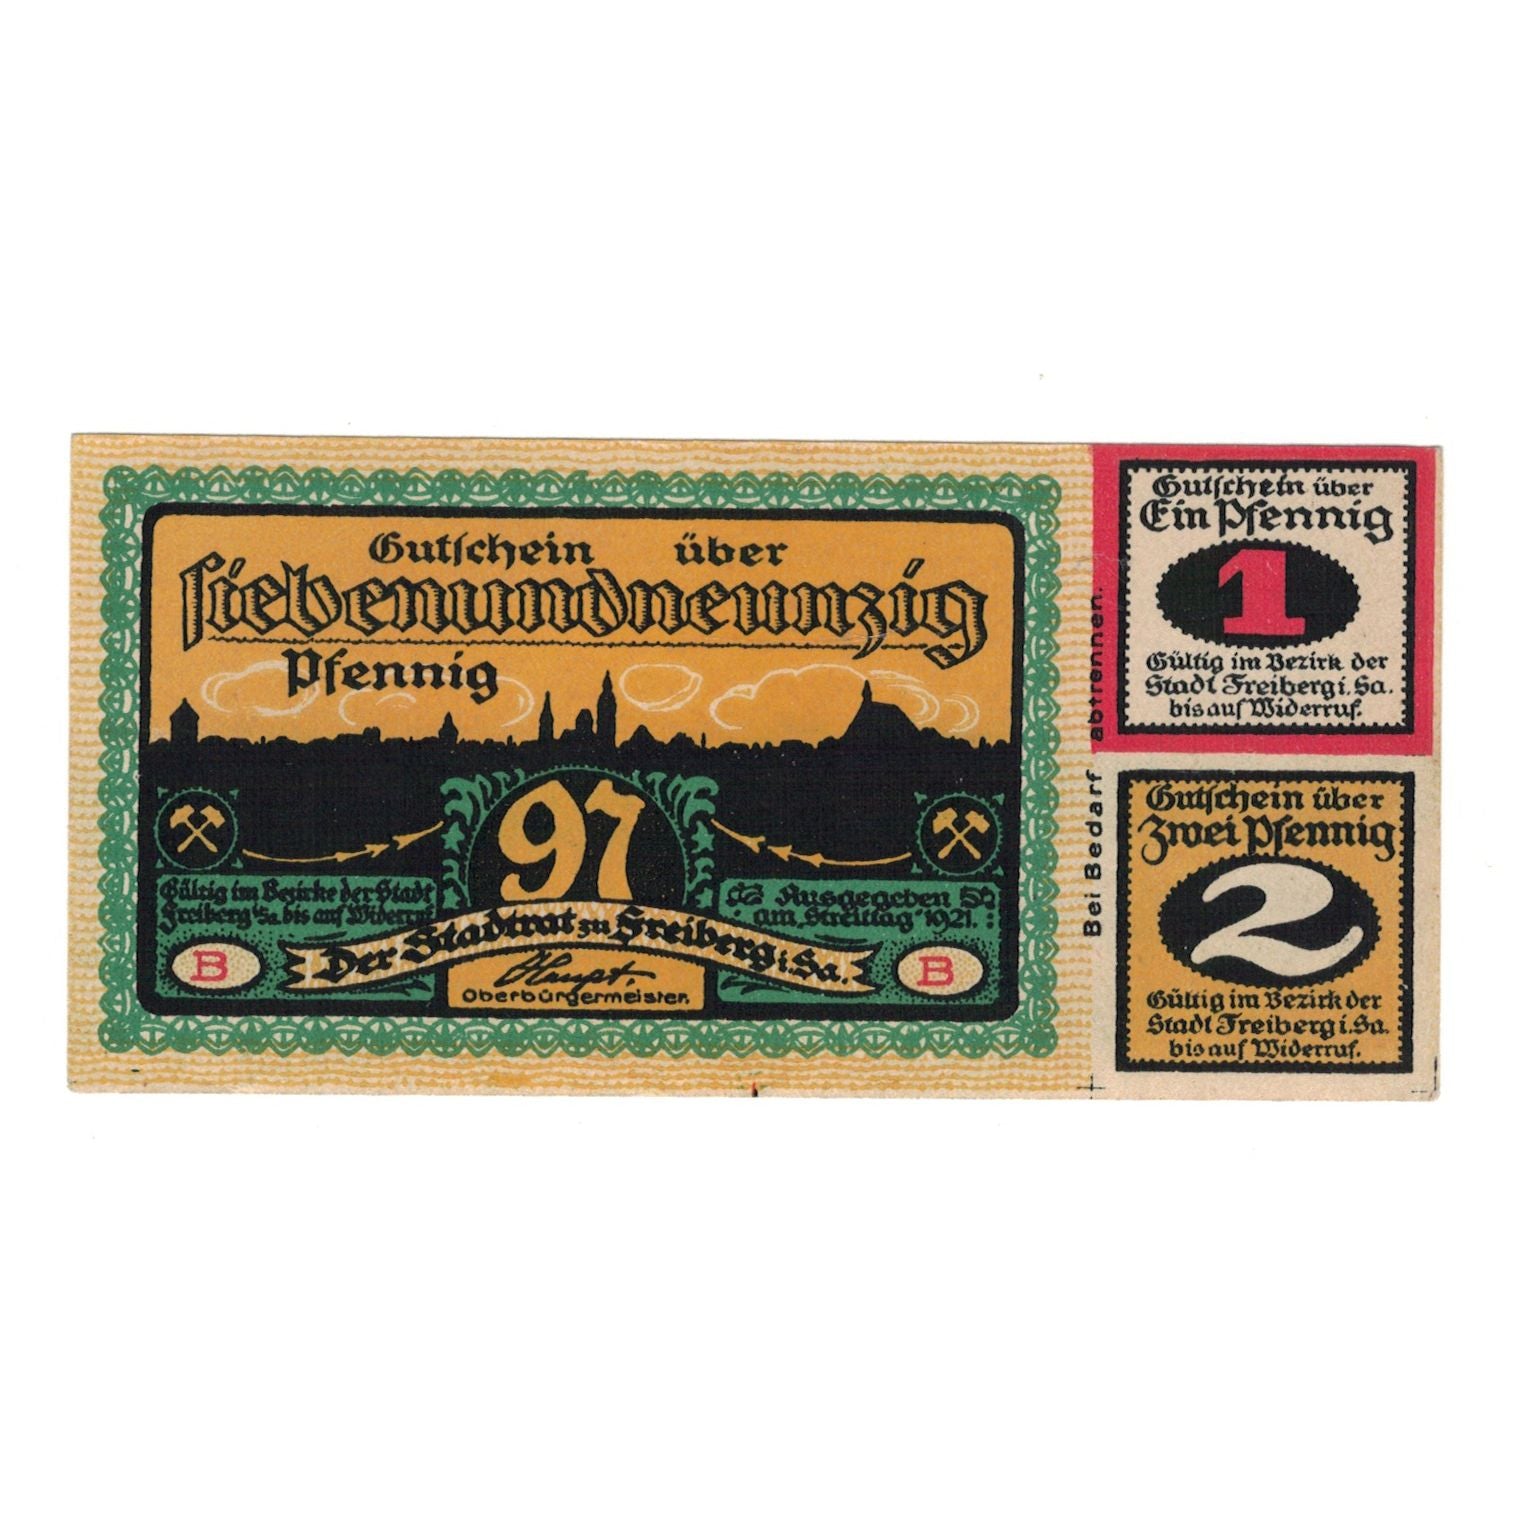 Gutschein über
siebenundneunzig
Pfennig
97
Gültig im Bezirke der Stadt
Freiberg i. Sa. bis auf Widerruf
Ausgegeben
am Streittag 1921.
Der Stadtrat zu Freiberg i. Sa.
B
B
Haupt.
Oberbürgermeister.
Bei Bedarf abtrennen.
Gutschein über
Ein Pfennig
1
Gültig im Bezirk der
Stadt Freiberg i. Sa.
bis auf Widerruf.
Gutschein über
Zwei Pfennig
2
Gültig im Bezirk der
Stadt Freiberg i. Sa.
bis auf Widerruf.